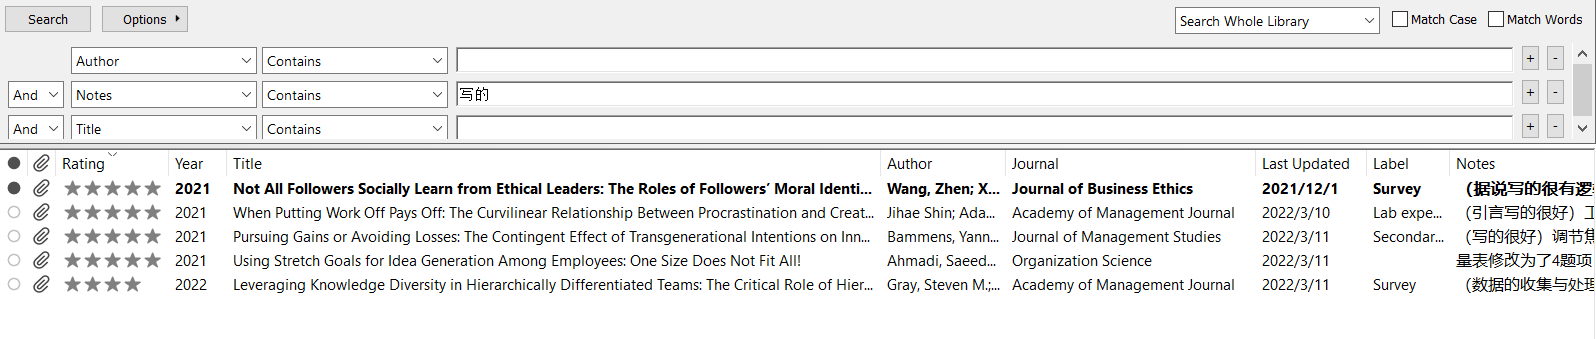 Search Options Search Whole Library Match Case Match Words
Author Contains + -
And Notes Contains 写的 + -
And Title Contains + -
Rating Year Title Author Journal Last Updated Label Notes
2021 Not All Followers Socially Learn from Ethical Leaders: The Roles of Followers’ Moral Identi... Wang, Zhen; X... Journal of Business Ethics 2021/12/1 Survey （据说写的很有逻
2021 When Putting Work Off Pays Off: The Curvilinear Relationship Between Procrastination and Creat... Jihae Shin; Ada... Academy of Management Journal 2022/3/10 Lab expe... （引言写的很好）工
2021 Pursuing Gains or Avoiding Losses: The Contingent Effect of Transgenerational Intentions on Inn... Bammens, Yann... Journal of Management Studies 2022/3/11 Secondar... （写的很好）调节焦
2021 Using Stretch Goals for Idea Generation Among Employees: One Size Does Not Fit All! Ahmadi, Saeed... Organization Science 2022/3/11 量表修改为了4题项
2022 Leveraging Knowledge Diversity in Hierarchically Differentiated Teams: The Critical Role of Hier... Gray, Steven M.;... Academy of Management Journal 2022/3/11 Survey （数据的收集与处理